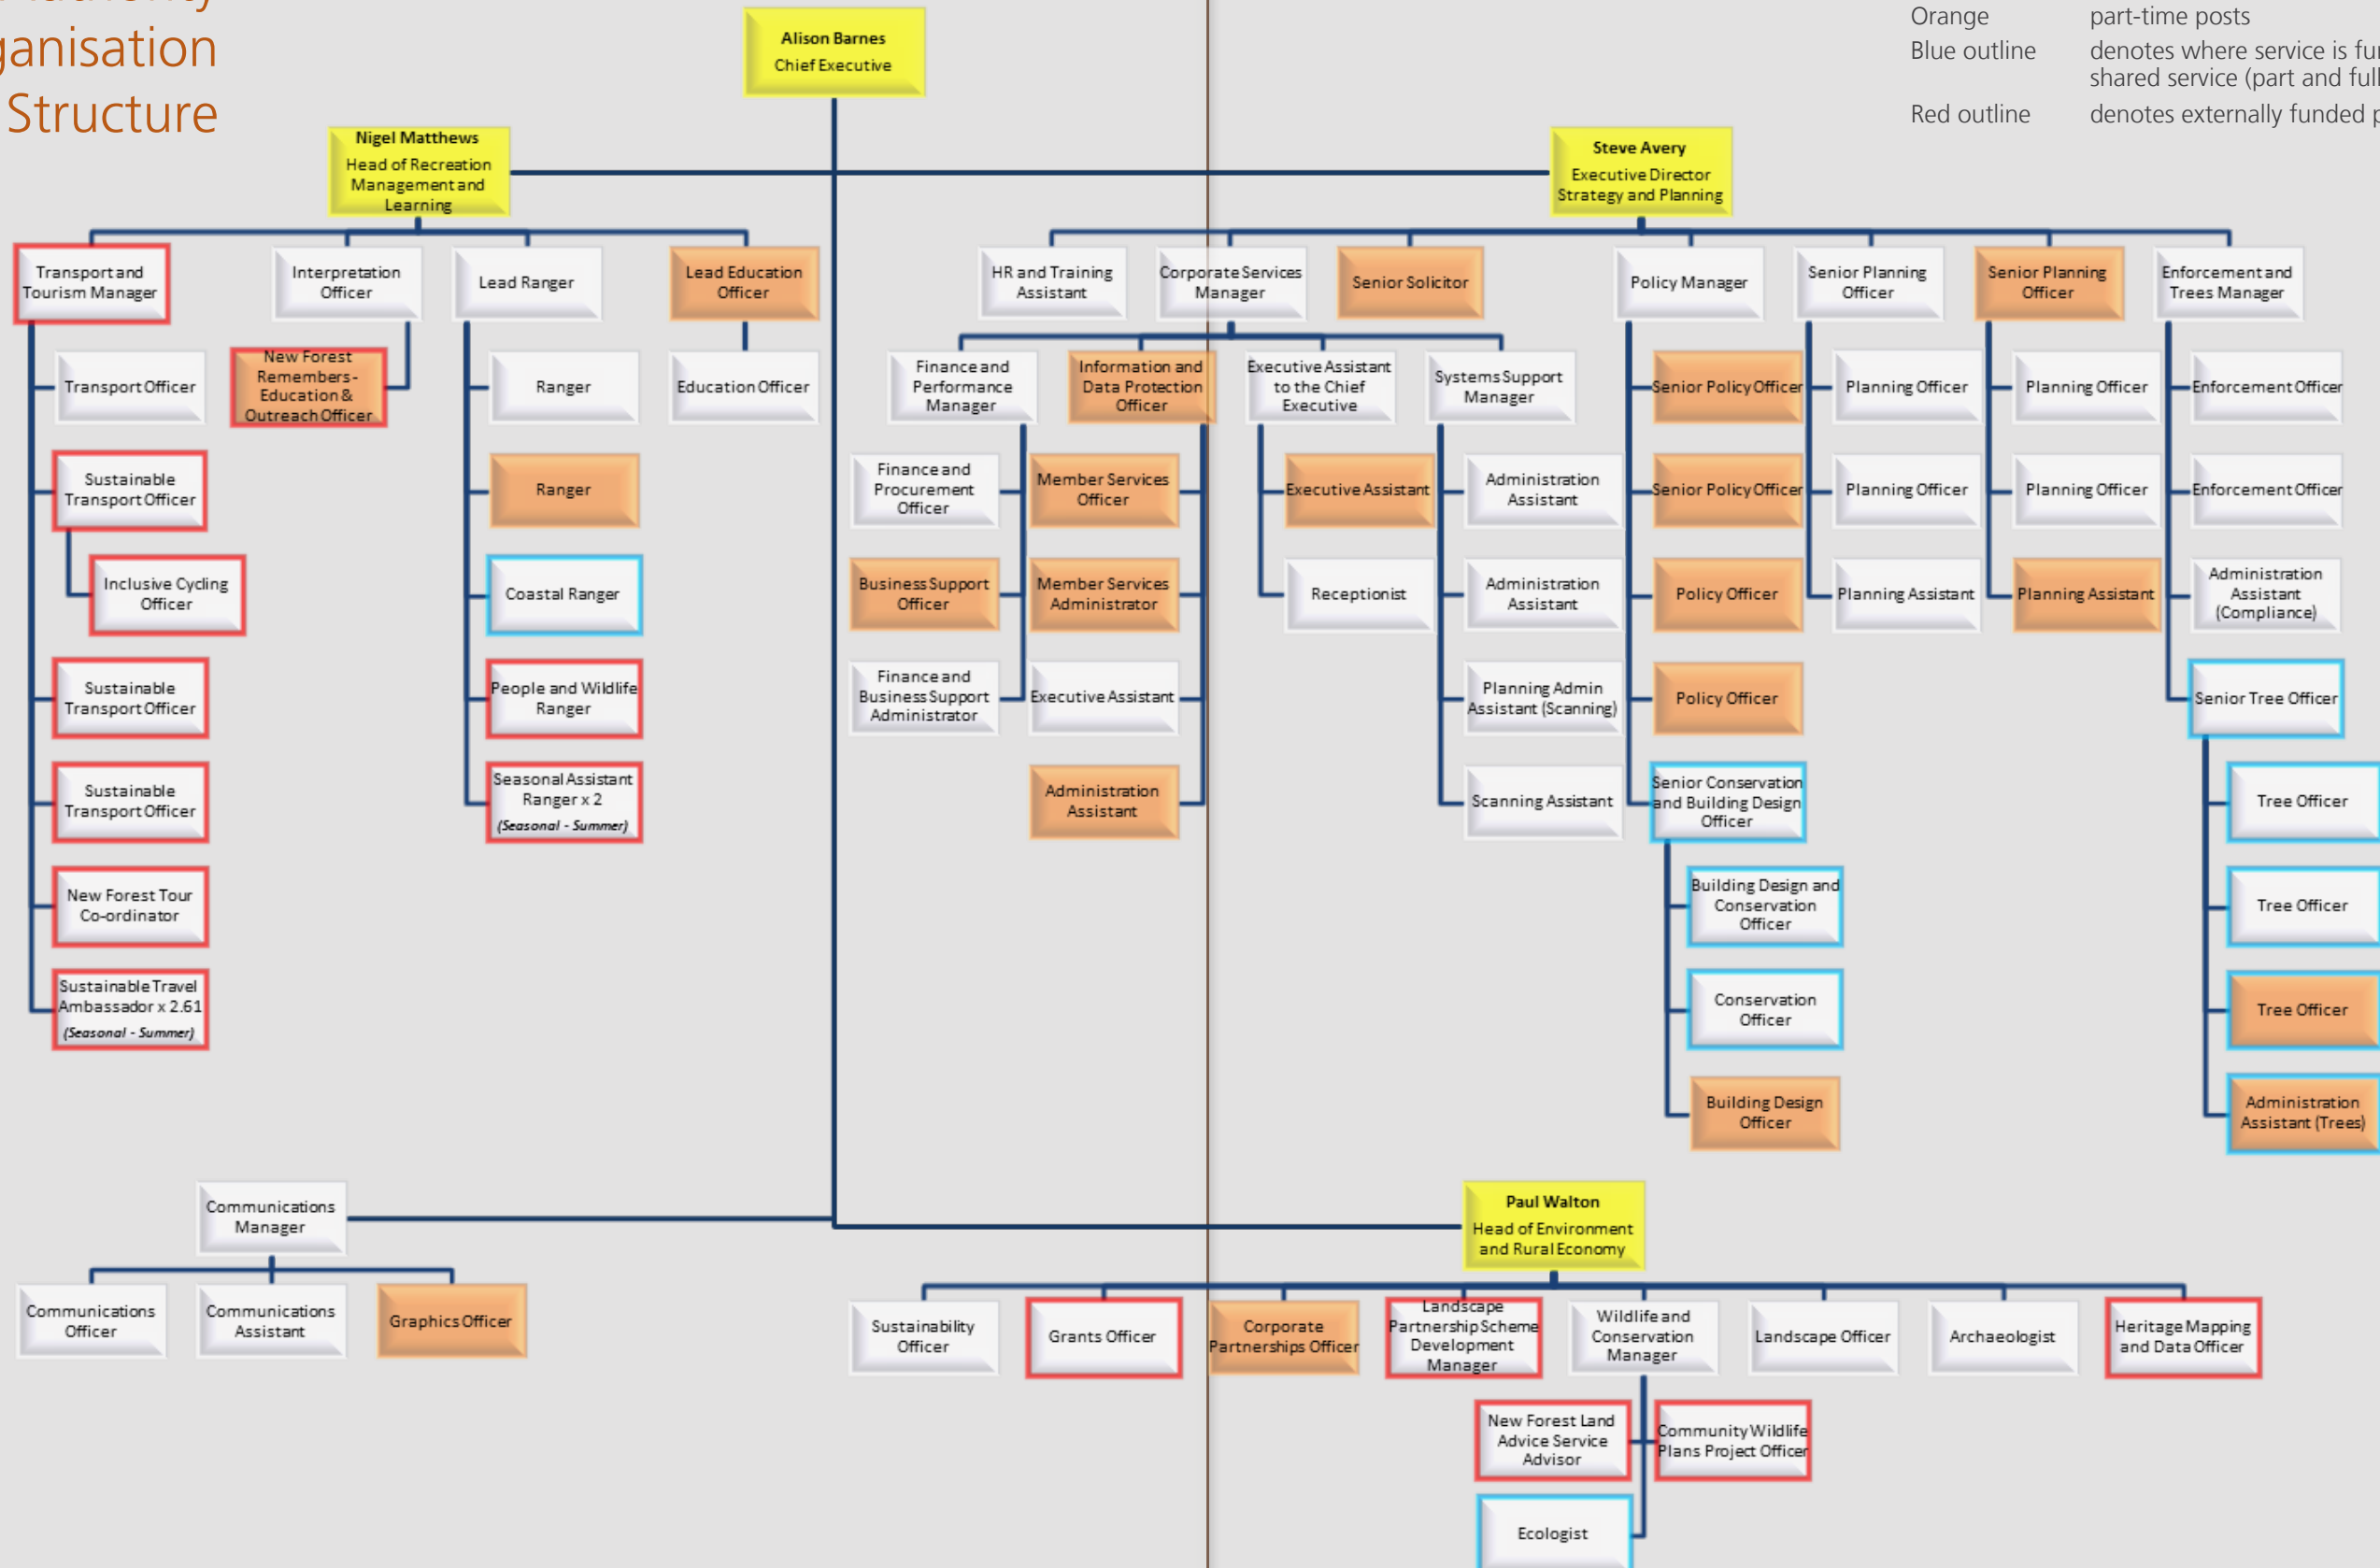 ganisation
Structure
Orange part-time posts
Blue outline denotes where service is
shared service (part and
Red outline denotes externally funded
Alison Barnes
Chief Executive
Nigel Matthews
Head of Recreation
Management and
Learning
Steve Avery
Executive Director
Strategy and Planning
Transport and
Tourism Manager
Interpretation
Officer
Lead Ranger
Lead Education
Officer
HR and Training
Assistant
Corporate Services
Manager
Senior Solicitor
Policy Manager
Senior Planning
Officer
Senior Planning
Officer
Enforcement and
Trees Manager
Transport Officer
New Forest
Remembers-
Education &
Outreach Officer
Ranger
Education Officer
Finance and
Performance
Manager
Information and
Data Protection
Officer
Executive Assistant
to the Chief
Executive
Systems Support
Manager
Senior Policy Officer
Planning Officer
Planning Officer
Enforcement Officer
Sustainable
Transport Officer
Ranger
Finance and
Procurement
Officer
Member Services
Officer
Executive Assistant
Administration
Assistant
Senior Policy Officer
Planning Officer
Planning Officer
Enforcement Officer
Inclusive Cycling
Officer
Coastal Ranger
Business Support
Officer
Member Services
Administrator
Receptionist
Administration
Assistant
Policy Officer
Planning Assistant
Planning Assistant
Administration
Assistant
(Compliance)
Sustainable
Transport Officer
People and Wildlife
Ranger
Finance and
Business Support
Administrator
Executive Assistant
Planning Admin
Assistant (Scanning)
Policy Officer
Senior Tree Officer
Sustainable
Transport Officer
Seasonal Assistant
Ranger x 2
(Seasonal - Summer)
Administration
Assistant
Scanning Assistant
Senior Conservation
and Building Design
Officer
Tree Officer
New Forest Tour
Co-ordinator
Building Design and
Conservation
Officer
Tree Officer
Sustainable Travel
Ambassador x 2.61
(Seasonal - Summer)
Conservation
Officer
Tree Officer
Building Design
Officer
Administration
Assistant (Trees)
Communications
Manager
Paul Walton
Head of Environment
and Rural Economy
Communications
Officer
Communications
Assistant
Graphics Officer
Sustainability
Officer
Grants Officer
Corporate
Partnerships Officer
Landscape
Partnership Scheme
Development
Manager
Wildlife and
Conservation
Manager
Landscape Officer
Archaeologist
Heritage Mapping
and Data Officer
New Forest Land
Advice Service
Advisor
Community Wildlife
Plans Project Officer
Ecologist